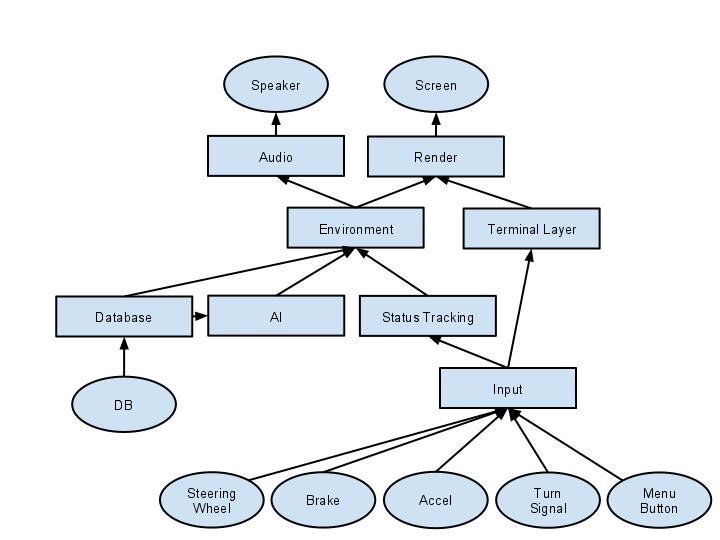 Speaker
Screen
Audio
Render
Environment
Terminal Layer
Database
AI
Status Tracking
Input
DB
Steering
Wheel
Brake
Accel
Turn
Signal
Menu
Button